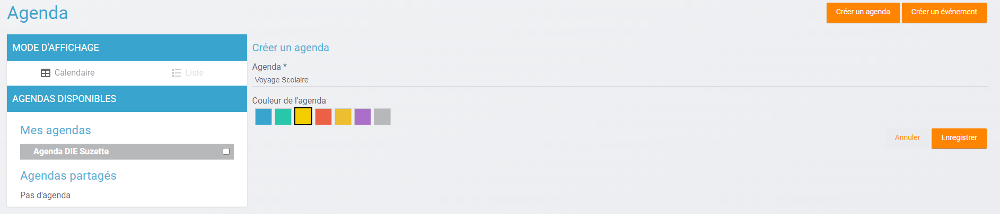 Agenda
Créer un agenda
Créer un événement
MODE D'AFFICHAGE
Calendaire
Liste
AGENDAS DISPONIBLES
Mes agendas
Agenda DIE Suzette
Agendas partagés
Pas d'agenda
Créer un agenda
Agenda *
Voyage Scolaire
Couleur de l'agenda
Annuler
Enregistrer